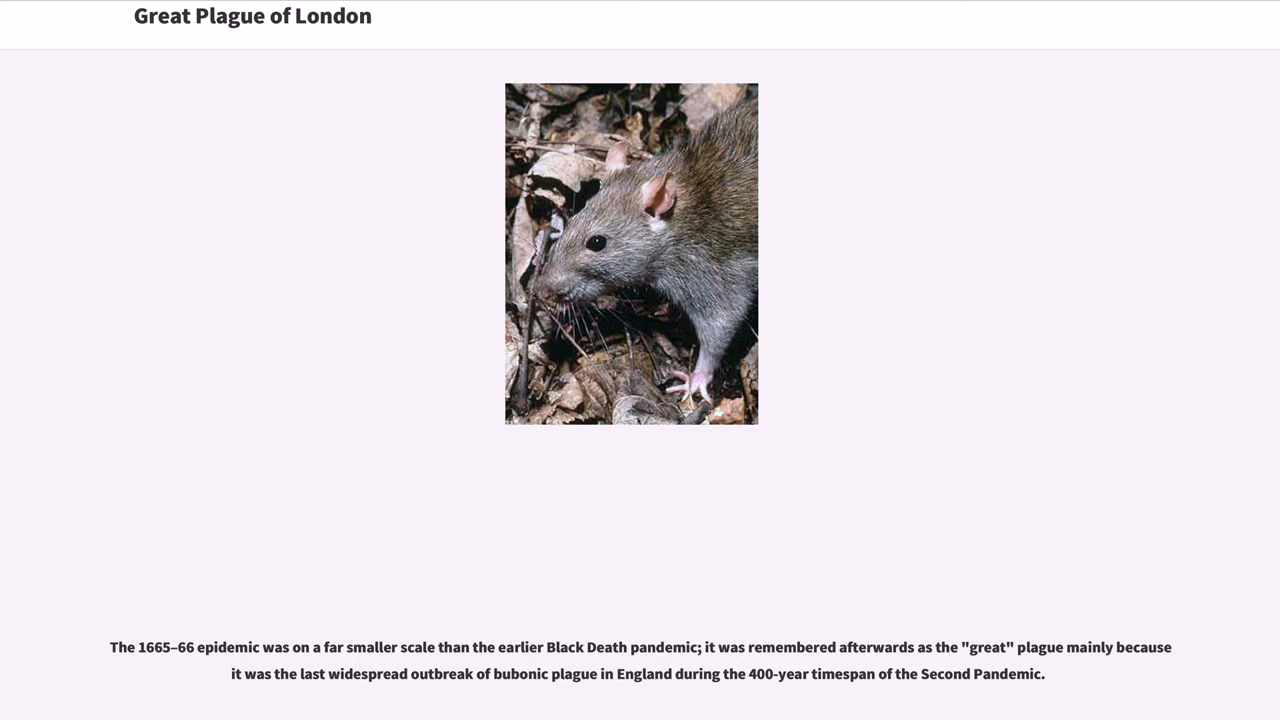 Great Plague of London
The 1665–66 epidemic was on a far smaller scale than the earlier Black Death pandemic; it was remembered afterwards as the "great" plague mainly because
it was the last widespread outbreak of bubonic plague in England during the 400-year timespan of the Second Pandemic.